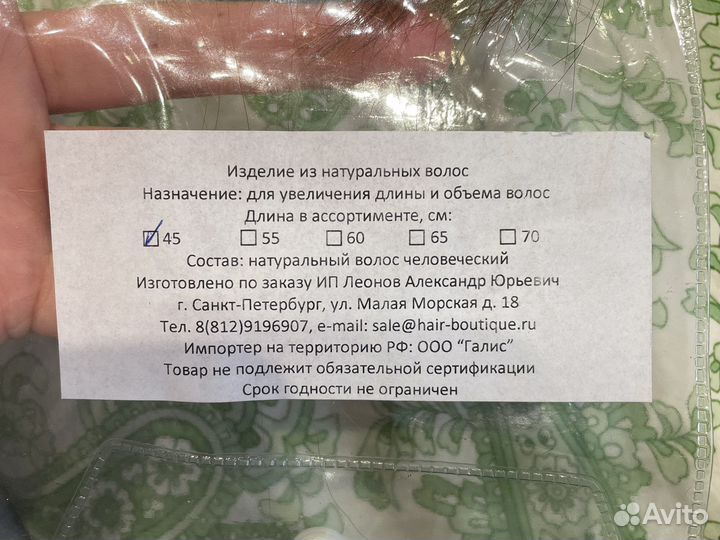 Изделие из натуральных волос
Назначение: для увеличения длины и объема волос
Длина в ассортименте, см:
☑ 45 ☐ 55 ☐ 60 ☐ 65 ☐ 70
Состав: натуральный волос человеческий
Изготовлено по заказу ИП Леонов Александр Юрьевич
г. Санкт-Петербург, ул. Малая Морская д. 18
Тел. 8(812)9196907, e-mail: sale@hair-boutique.ru
Импортер на территорию РФ: ООО “Галис”
Товар не подлежит обязательной сертификации
Срок годности не ограничен
Avito